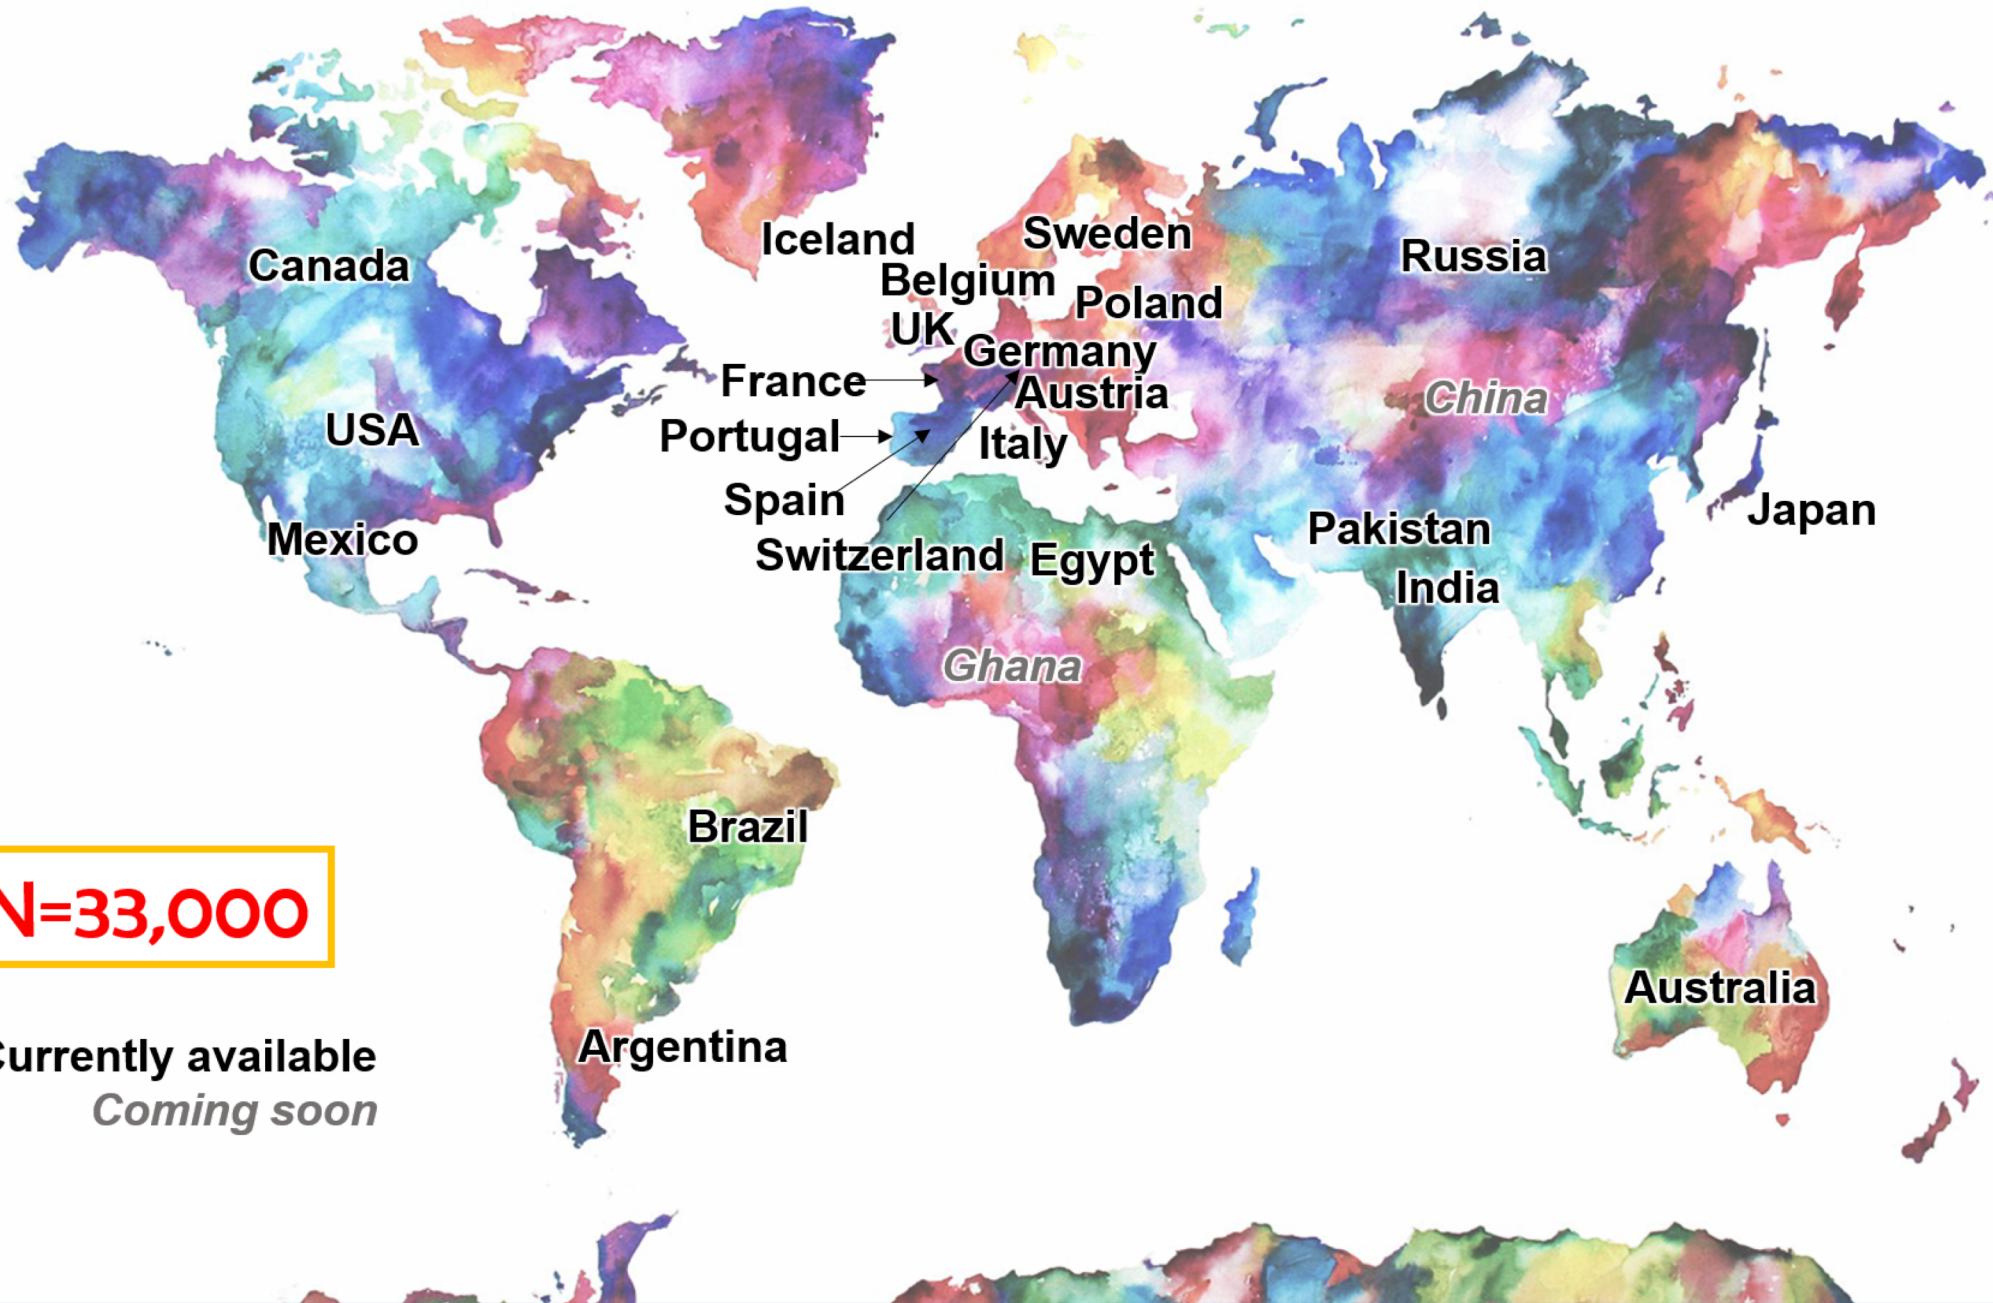 Iceland
Sweden
Canada
Russia
Belgium
Poland
UK
Germany
France
Austria
China
USA
Portugal
Italy
Spain
Japan
Mexico
Pakistan
Switzerland
Egypt
India
Ghana
Brazil
N=33,000
Australia
Argentina
Currently available
Coming soon